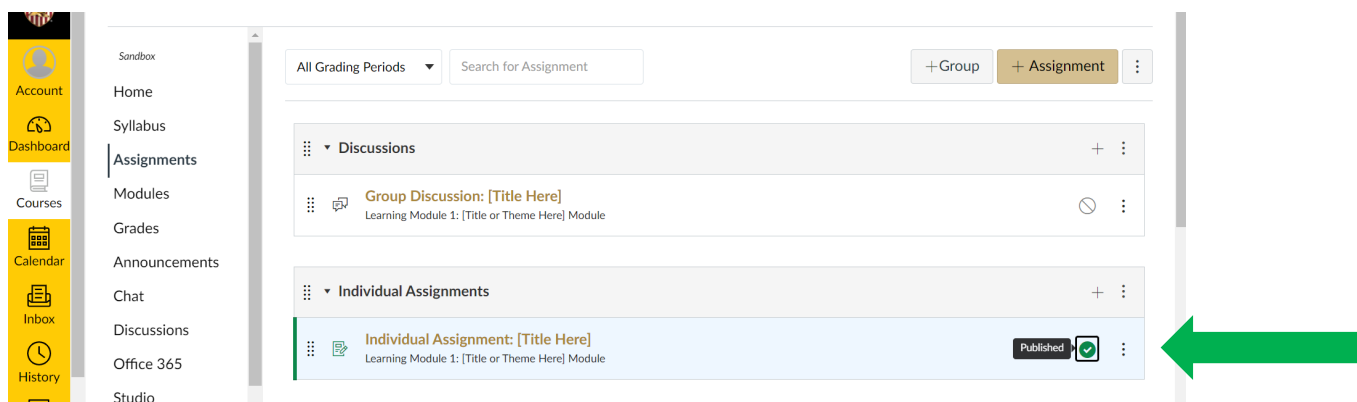 Account
Dashboard
Courses
Calendar
Inbox
History
Sandbox
Home
Syllabus
Assignments
Modules
Grades
Announcements
Chat
Discussions
Office 365
Studio
All Grading Periods
Search for Assignment
+Group
+ Assignment
Discussions
Group Discussion: [Title Here]
Learning Module 1: [Title or Theme Here] Module
Individual Assignments
Individual Assignment: [Title Here]
Learning Module 1: [Title or Theme Here] Module
Published